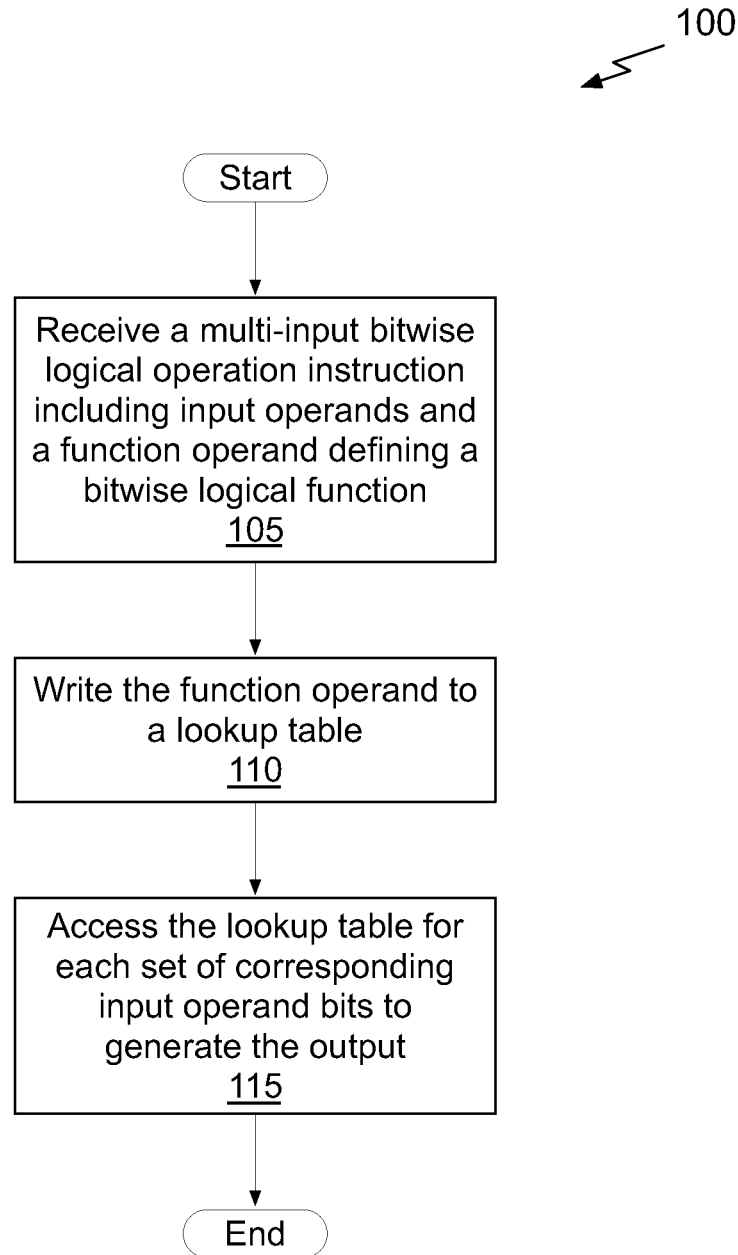 100
Start
Receive a multi-input bitwise
logical operation instruction
including input operands and
a function operand defining a
bitwise logical function
105
Write the function operand to
a lookup table
110
Access the lookup table for
each set of corresponding
input operand bits to
generate the output
115
End